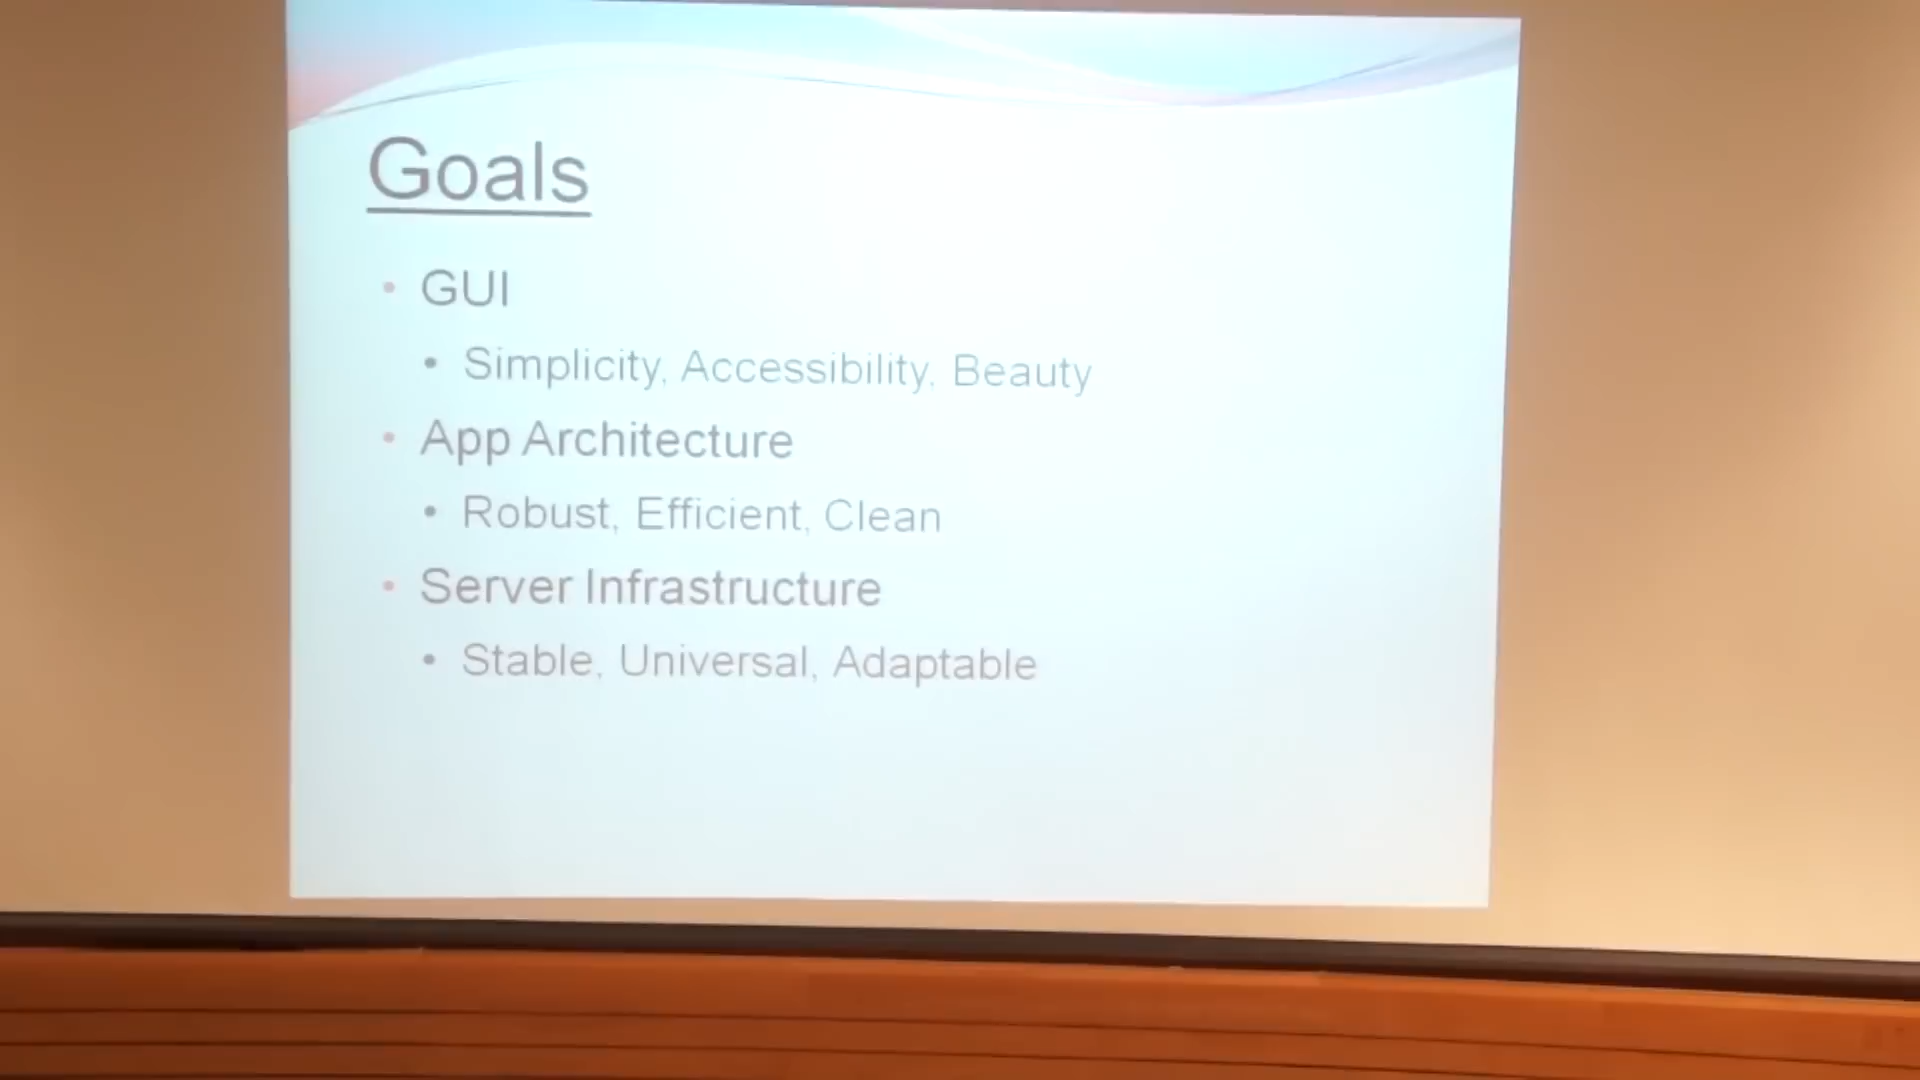 Goals
• GUI
• Simplicity, Accessibility, Beauty
• App Architecture
• Robust, Efficient, Clean
• Server Infrastructure
• Stable, Universal, Adaptable